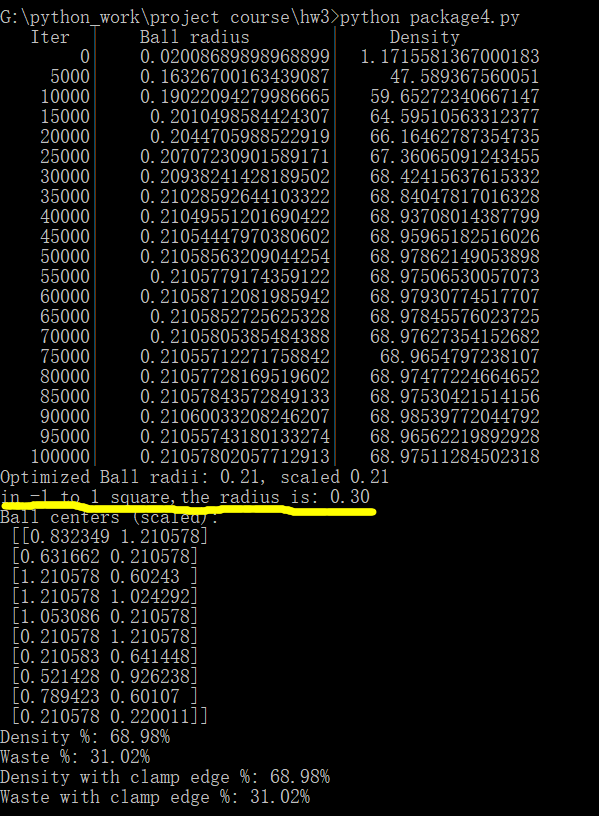 G:\python_work\project course\hw3>python package4.py
Iter Ball radius Density
0 0.02008689898968899 1.1715581367000183
5000 0.16326700163439087 47.589367560051
10000 0.19022094279986665 59.65272340667147
15000 0.2010498584424307 64.59510563312377
20000 0.2044705988522919 66.16462787354735
25000 0.20707230901589171 67.36065091243455
30000 0.20938241428189502 68.42415637615332
35000 0.21028592644103322 68.84047817016328
40000 0.21049551201690422 68.93708014387799
45000 0.21054447970380602 68.95965182516026
50000 0.21058563209044254 68.97862149053898
55000 0.2105779174359122 68.97506530057073
60000 0.21058712081985942 68.97930774517707
65000 0.2105852725625328 68.97845576023725
70000 0.2105805385484388 68.97627354152682
75000 0.21055712271758842 68.9654797238107
80000 0.21057728169519602 68.97477224664652
85000 0.21057843572849133 68.97530421514156
90000 0.21060033208246207 68.98539772044792
95000 0.21055743180133274 68.96562219892928
100000 0.21057802057712913 68.97511284502318
Optimized Ball radii: 0.21, scaled 0.21
in -1 to 1 square,the radius is: 0.30
Ball centers (scaled):
[[0.832349 1.210578]
[0.631662 0.210578]
[1.210578 0.60243 ]
[1.210578 1.024292]
[1.053086 0.210578]
[0.210578 1.210578]
[0.210583 0.641448]
[0.521428 0.926238]
[0.789423 0.60107 ]
[0.210578 0.220011]]
Density %: 68.98%
Waste %: 31.02%
Density with clamp edge %: 68.98%
Waste with clamp edge %: 31.02%